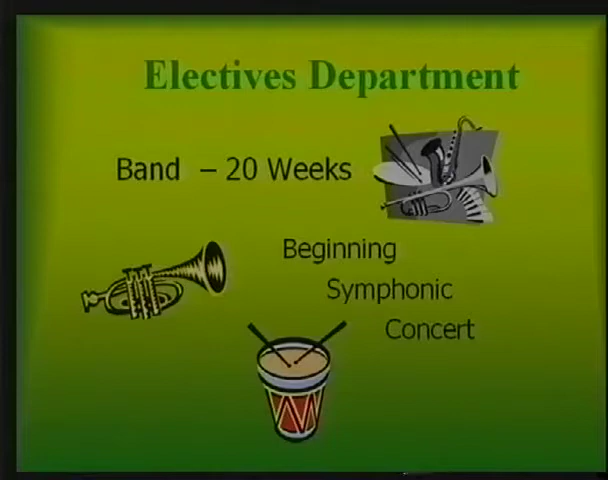 Electives Department
Band – 20 Weeks
Beginning
Symphonic
Concert